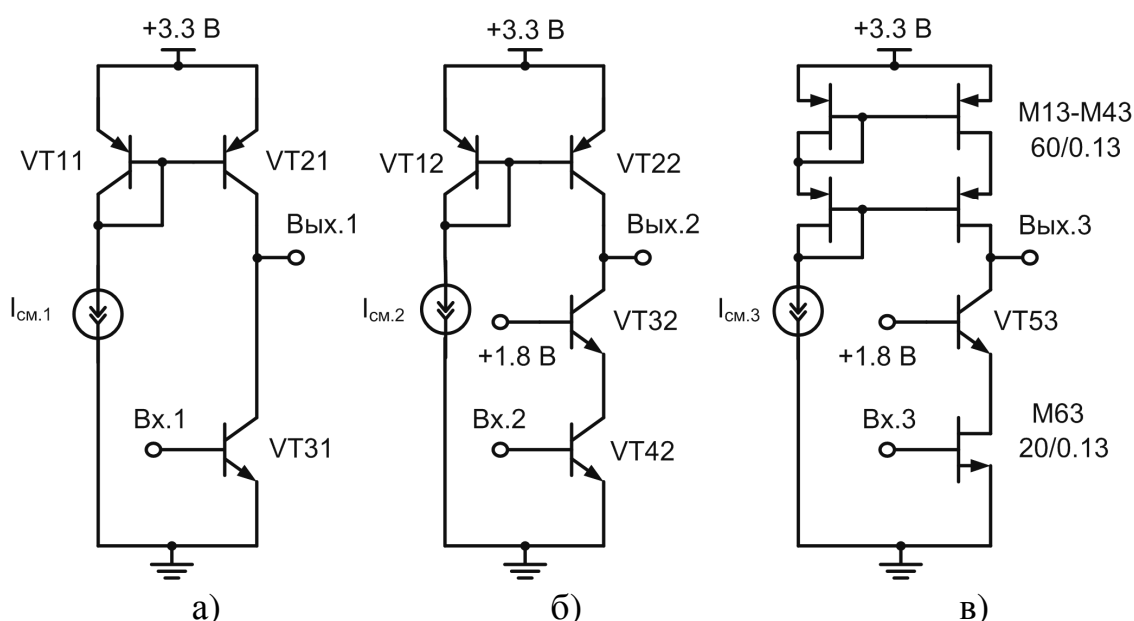 +3.3 В
VT11
VT21
Вых.1
Iсм.1
Вх.1
VT31
а)
+3.3 В
VT12
VT22
Вых.2
Iсм.2
VT32
+1.8 В
Вх.2
VT42
б)
+3.3 В
M13-M43
60/0.13
Вых.3
Iсм.3
VT53
+1.8 В
Вх.3
M63
20/0.13
в)